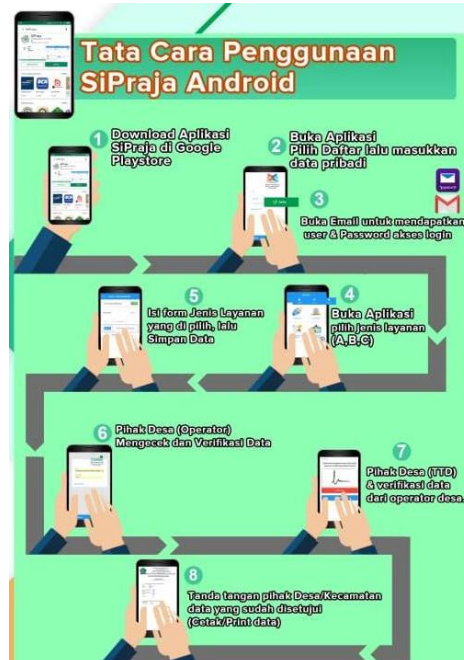 Tata Cara Penggunaan
SiPraja Android
1
Download Aplikasi
SiPraja di Google
Playstore
2
Buka Aplikasi
Pilih Daftar lalu masukkan
data pribadi
3
Buka Email untuk mendapatkan
user & Password akses login
4
Buka Aplikasi
pilih jenis layanan
(A,B,C)
5
Isi form Jenis Layanan
yang di pilih, lalu
Simpan Data
6
Pihak Desa (Operator)
Mengecek dan Verifikasi Data
7
Pihak Desa (TTD)
& verifikasi data
dari operator desa.
8
Tanda tangan pihak Desa/Kecamatan
data yang sudah disetujui
(Cetak/Print data)